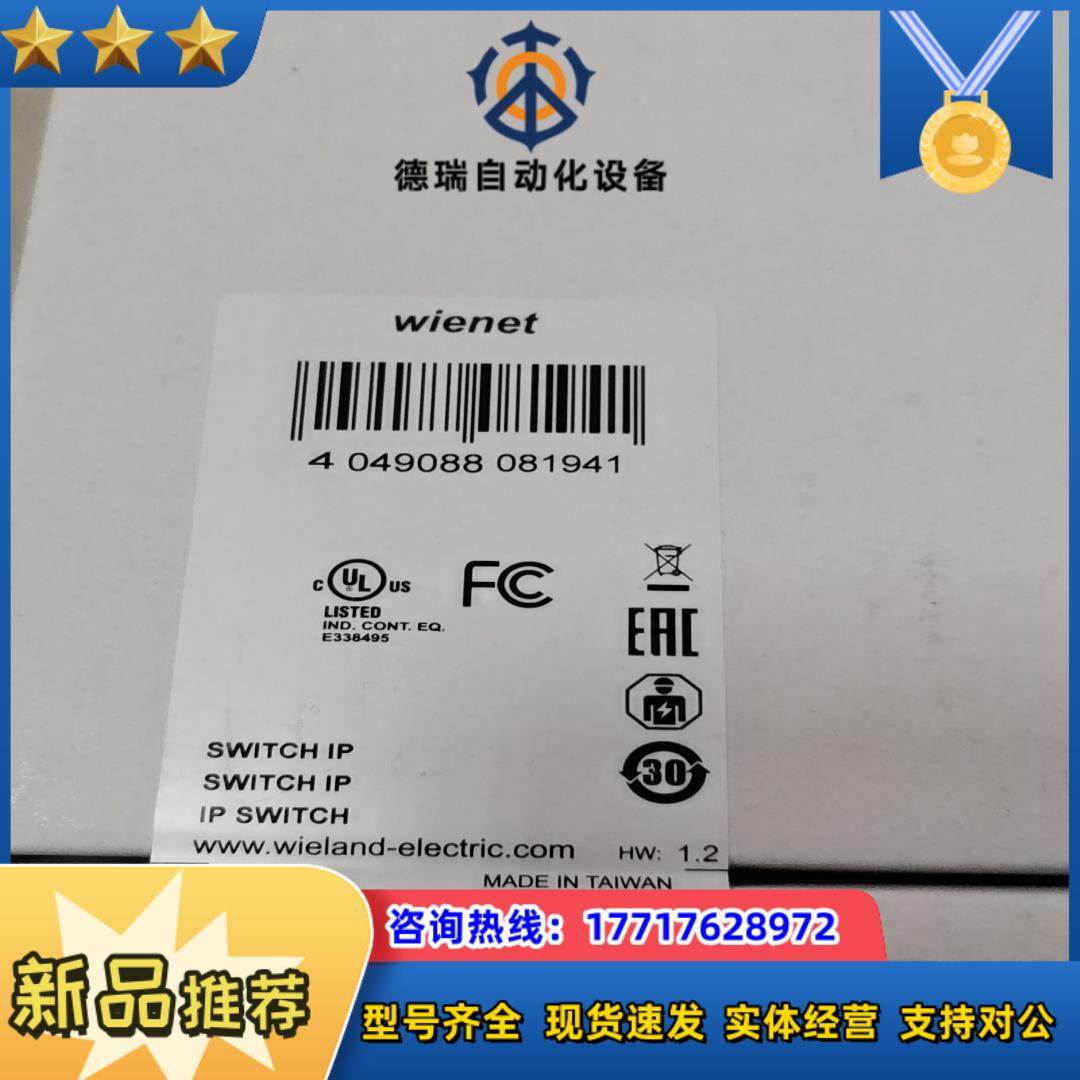 德瑞自动化设备
wienet
4 049088 081941
C UL US
LISTED
IND. CONT. EQ.
E338495
FC
EAC
30
SWITCH IP
SWITCH IP
IP SWITCH
www.wieland-electric.com
HW: 1.2
MADE IN TAIWAN
咨询热线：17717628972
新品推荐
型号齐全 现货速发 实体经营 支持对公